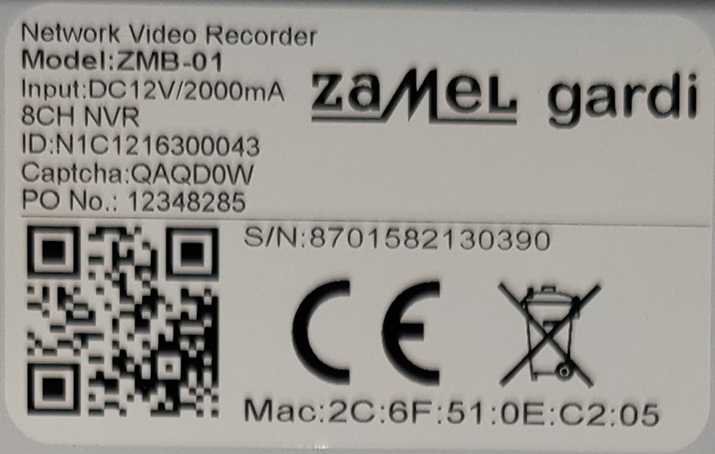 Network Video Recorder
Model:ZMB-01
Input:DC12V/2000mA
8CH NVR
ID:N1C1216300043
Captcha:QAQD0W
PO No.: 12348285
zaMeL gardi
S/N:8701582130390
CE
Mac:2C:6F:51:0E:C2:05